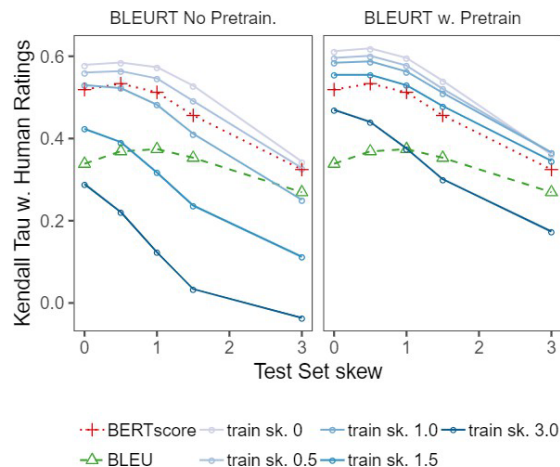 BLEURT No Pretrain. BLEURT w. Pretrain
Kendall Tau w. Human Ratings
0.6
0.4
0.2
0.0
0 1 2 3 0 1 2 3
Test Set skew
BERTscore train sk. 0 train sk. 1.0 train sk. 3.0
BLEU train sk. 0.5 train sk. 1.5